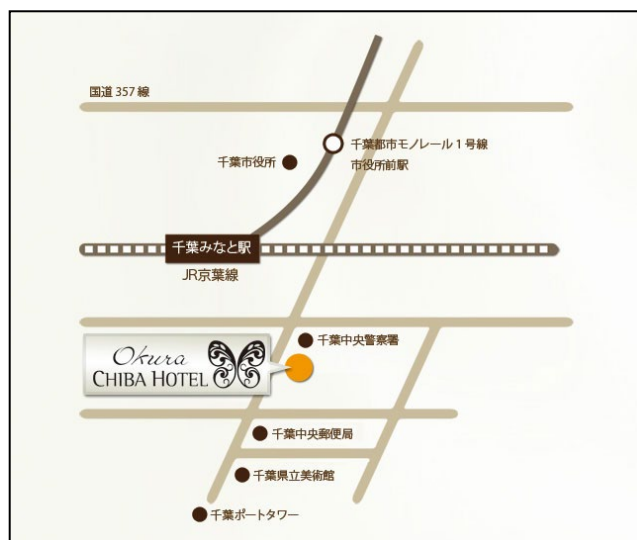 国道357線
千葉都市モノレール1号線
市役所前駅
千葉市役所
千葉みなと駅
JR京葉線
千葉中央警察署
Okura
CHIBA HOTEL
千葉中央郵便局
千葉県立美術館
千葉ポートタワー